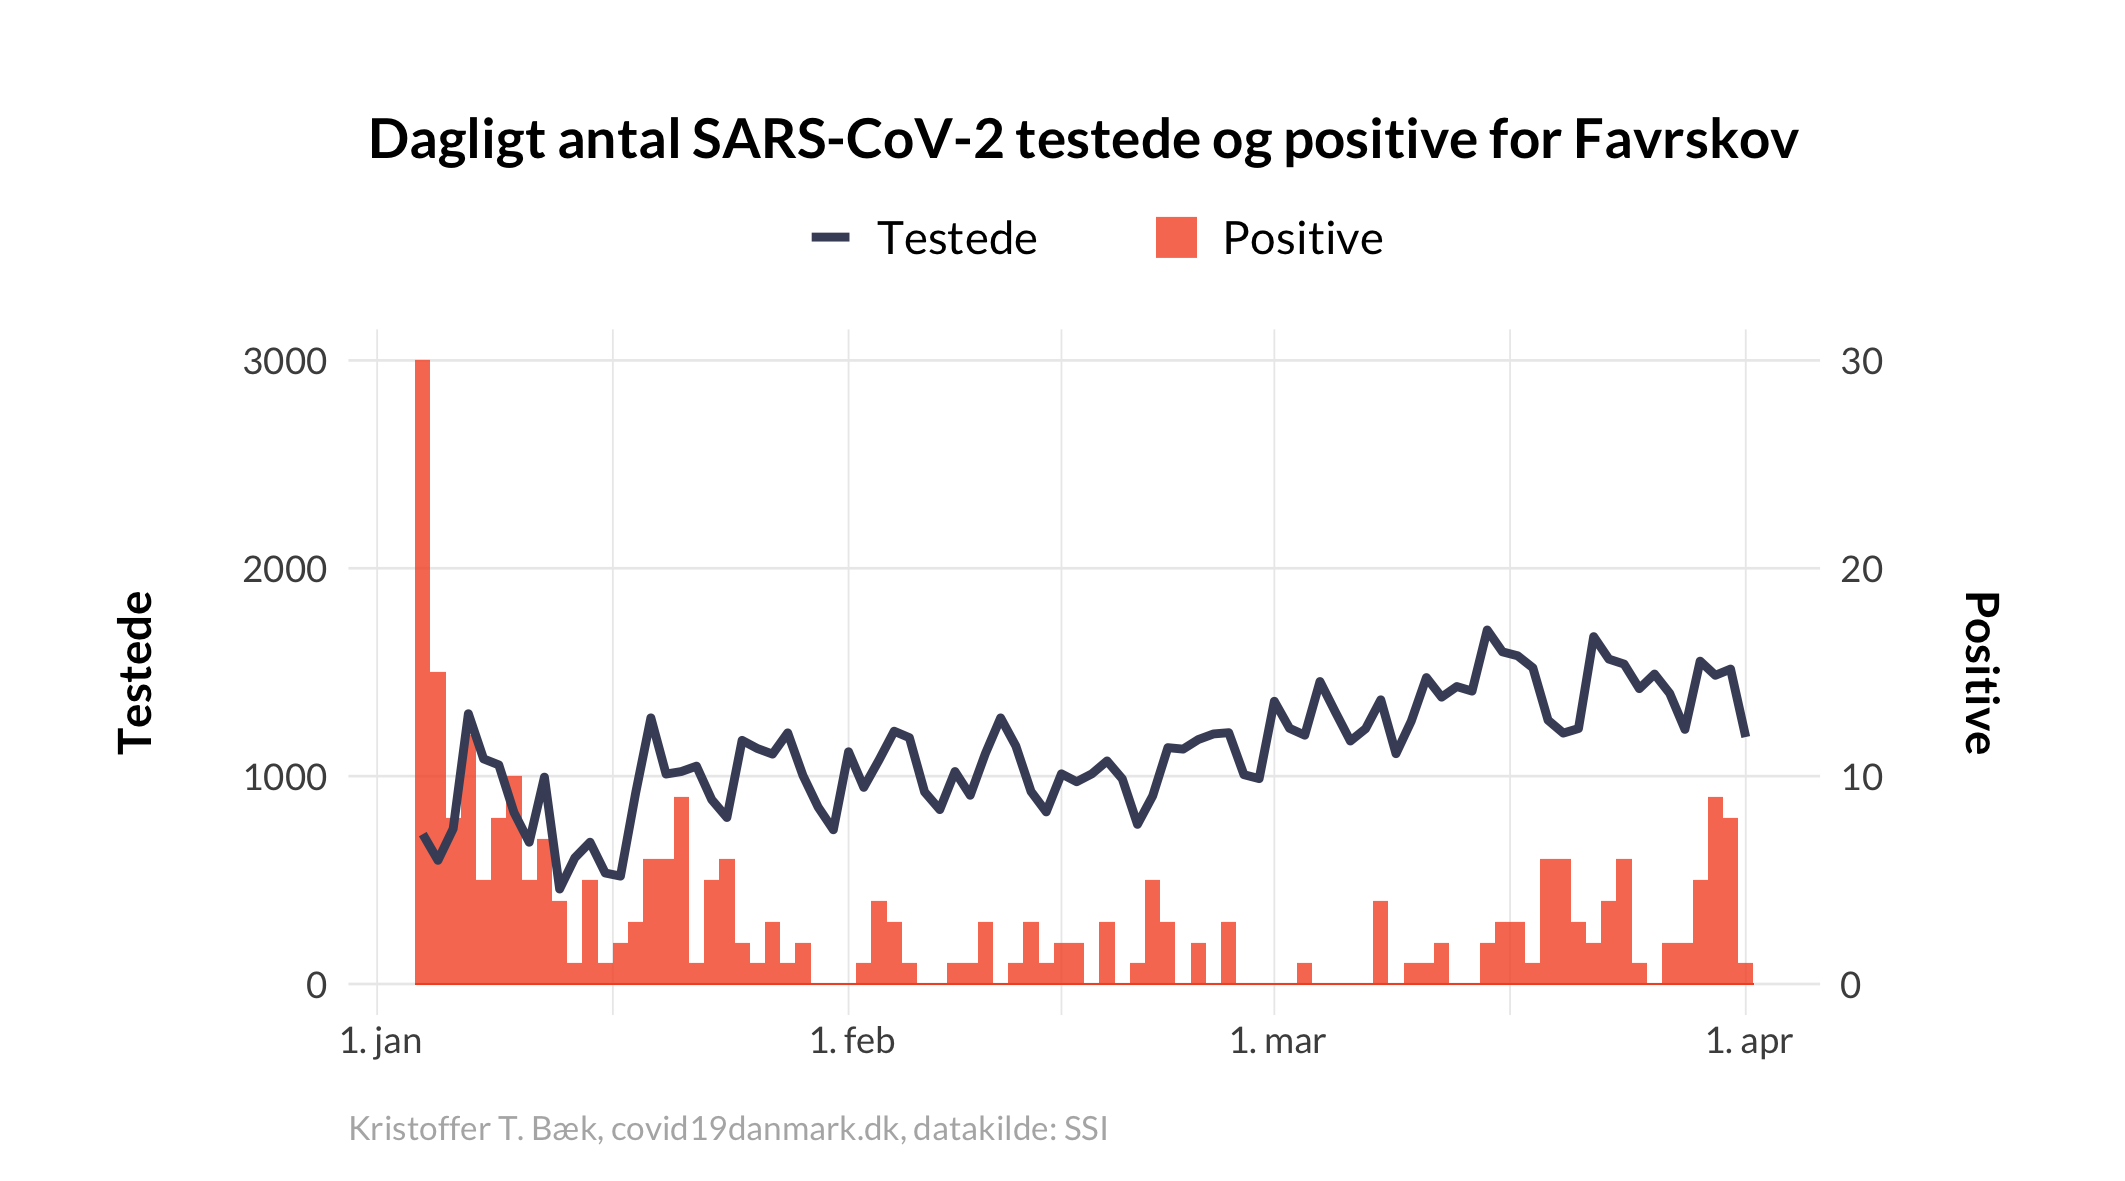 Dagligt antal SARS-CoV-2 testede og positive for Favrskov
Testede Positive
3000 30
2000 20
1000 10
0 0
Testede
Positive
1. jan 1. feb 1. mar 1. apr
Kristoffer T. Bæk, covid19danmark.dk, datakilde: SSI